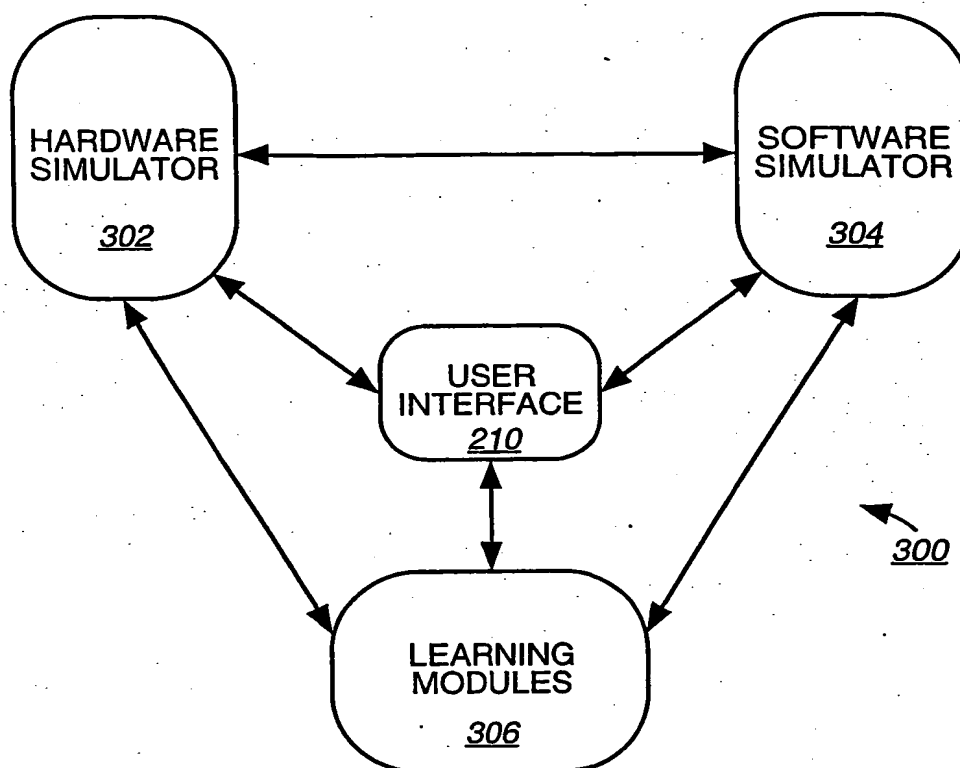 HARDWARE
SIMULATOR
302
SOFTWARE
SIMULATOR
304
USER
INTERFACE
210
300
LEARNING
MODULES
306